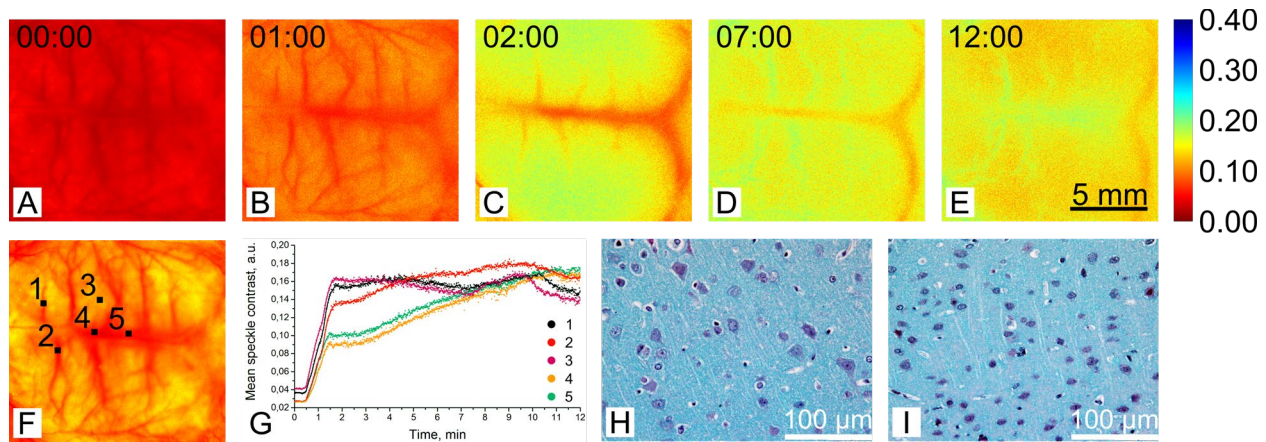 00:00
01:00
02:00
07:00
12:00
A
B
C
D
E
5 mm
0.40
0.30
0.20
0.10
0.00
1
2
3
4
5
F
Mean speckle contrast, a.u.
0,20
0,18
0,16
0,14
0,12
0,10
0,08
0,06
0,04
0,02
0 1 2 3 4 5 6 7 8 9 10 11 12
Time, min
1
2
3
4
5
G
H
100 µm
I
100 µm